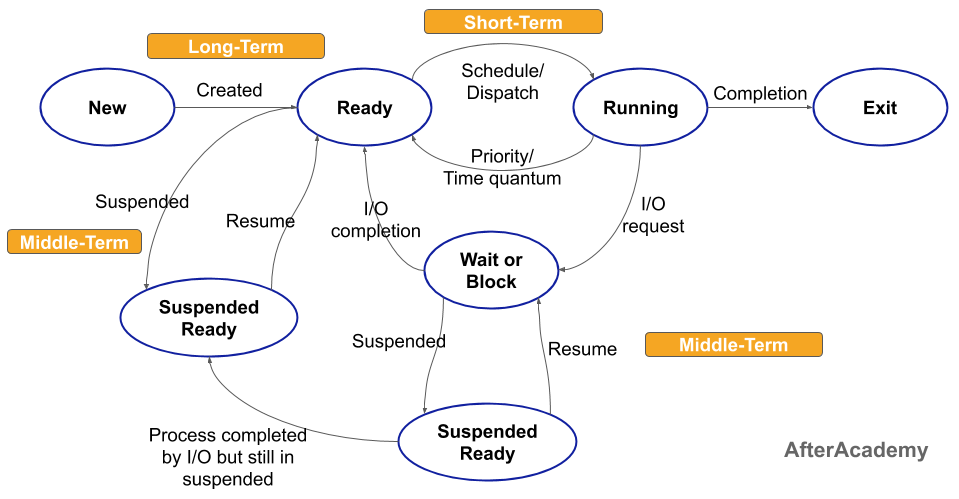 Short-Term
Long-Term
New
Created
Ready
Schedule/
Dispatch
Running
Completion
Exit
Priority/
Time quantum
Suspended
Resume
I/O
completion
I/O
request
Middle-Term
Wait or
Block
Suspended
Ready
Suspended
Resume
Middle-Term
Suspended
Ready
Process completed
by I/O but still in
suspended
AfterAcademy